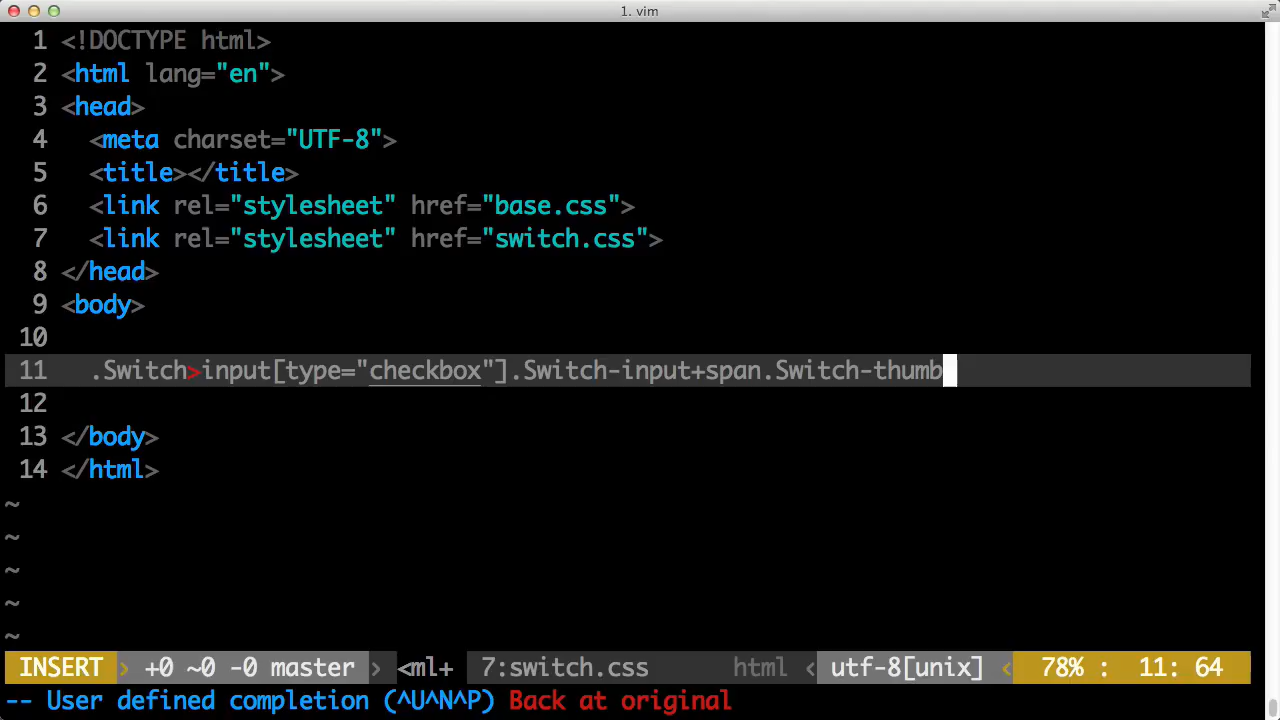 1. vim
1 <!DOCTYPE html>
2 <html lang="en">
3 <head>
4   <meta charset="UTF-8">
5   <title></title>
6   <link rel="stylesheet" href="base.css">
7   <link rel="stylesheet" href="switch.css">
8 </head>
9 <body>
10
11   .Switch>input[type="checkbox"].Switch-input+span.Switch-thumb
12
13 </body>
14 </html>
~
~
~
~
~
INSERT › +0 ~0 -0 master › <ml+ 7:switch.css html ‹ utf-8[unix] ‹ 78% : 11: 64
-- User defined completion (^U^N^P) Back at original